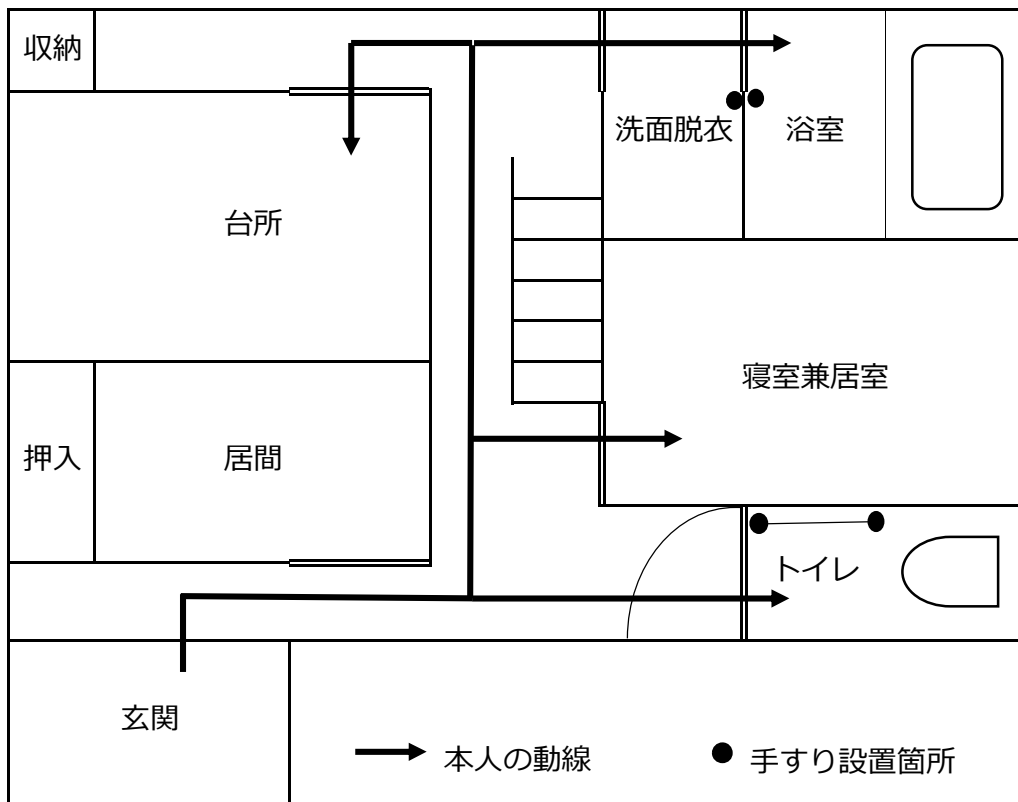 収納
洗面脱衣
浴室
台所
寝室兼居室
押入
居間
トイレ
玄関
本人の動線
手すり設置箇所